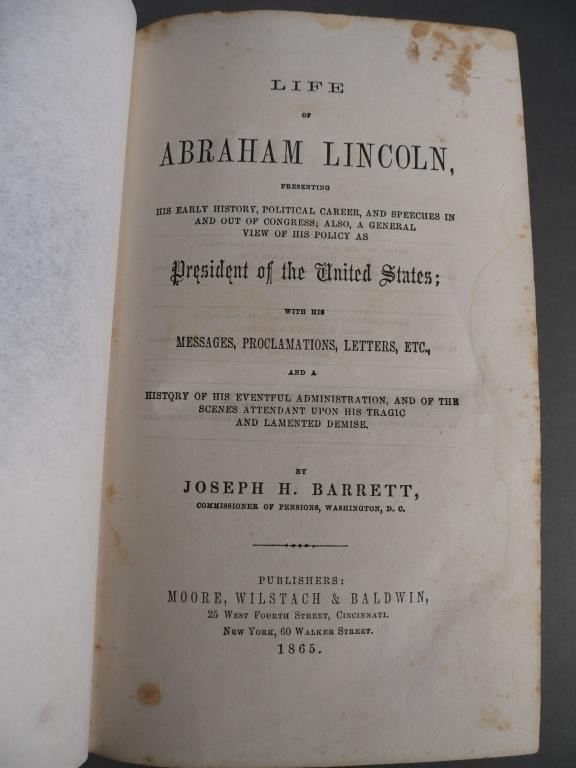 LIFE
OF
ABRAHAM LINCOLN,
PRESENTING
HIS EARLY HISTORY, POLITICAL CAREER, AND SPEECHES IN
AND OUT OF CONGRESS; ALSO, A GENERAL
VIEW OF HIS POLICY AS
President of the United States;
WITH HIS
MESSAGES, PROCLAMATIONS, LETTERS, ETC.,
AND A
HISTORY OF HIS EVENTFUL ADMINISTRATION, AND OF THE
SCENES ATTENDANT UPON HIS TRAGIC
AND LAMENTED DEMISE.
BY
JOSEPH H. BARRETT,
COMMISSIONER OF PENSIONS, WASHINGTON, D. C.
PUBLISHERS:
MOORE, WILSTACH & BALDWIN,
25 WEST FOURTH STREET, CINCINNATI.
NEW YORK, 60 WALKER STREET.
1865.